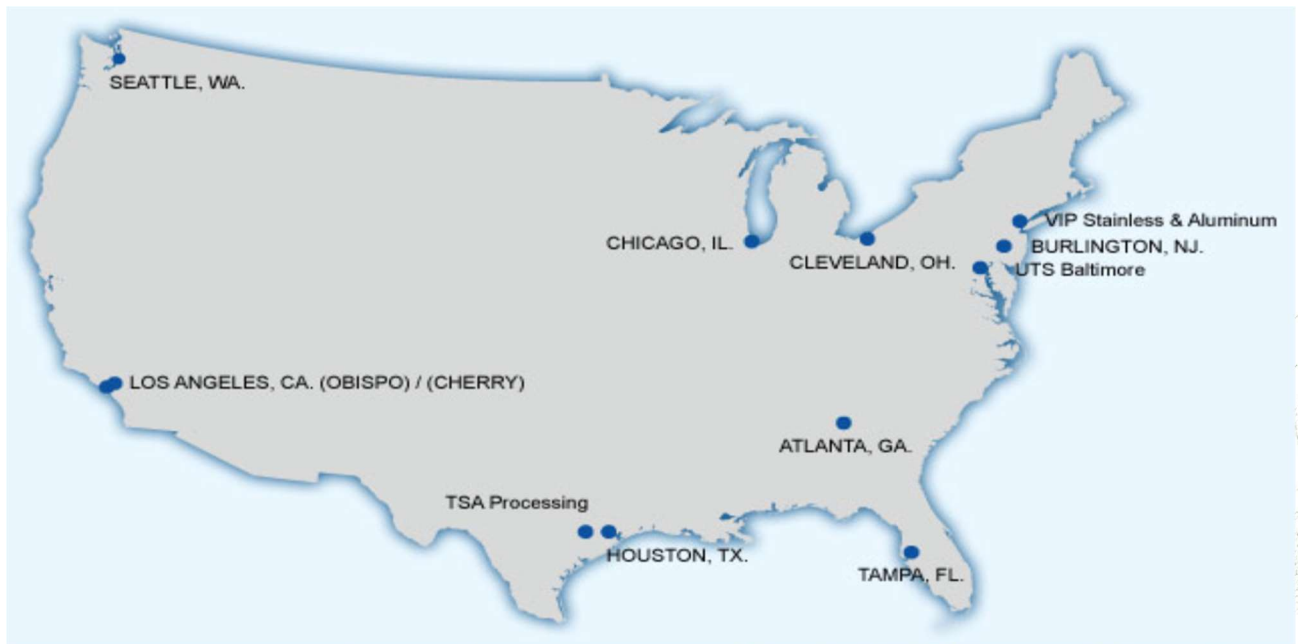 SEATTLE, WA.
VIP Stainless & Aluminum
CHICAGO, IL.
BURLINGTON, NJ.
CLEVELAND, OH.
UTS Baltimore
LOS ANGELES, CA. (OBISPO) / (CHERRY)
ATLANTA, GA.
TSA Processing
HOUSTON, TX.
TAMPA, FL.